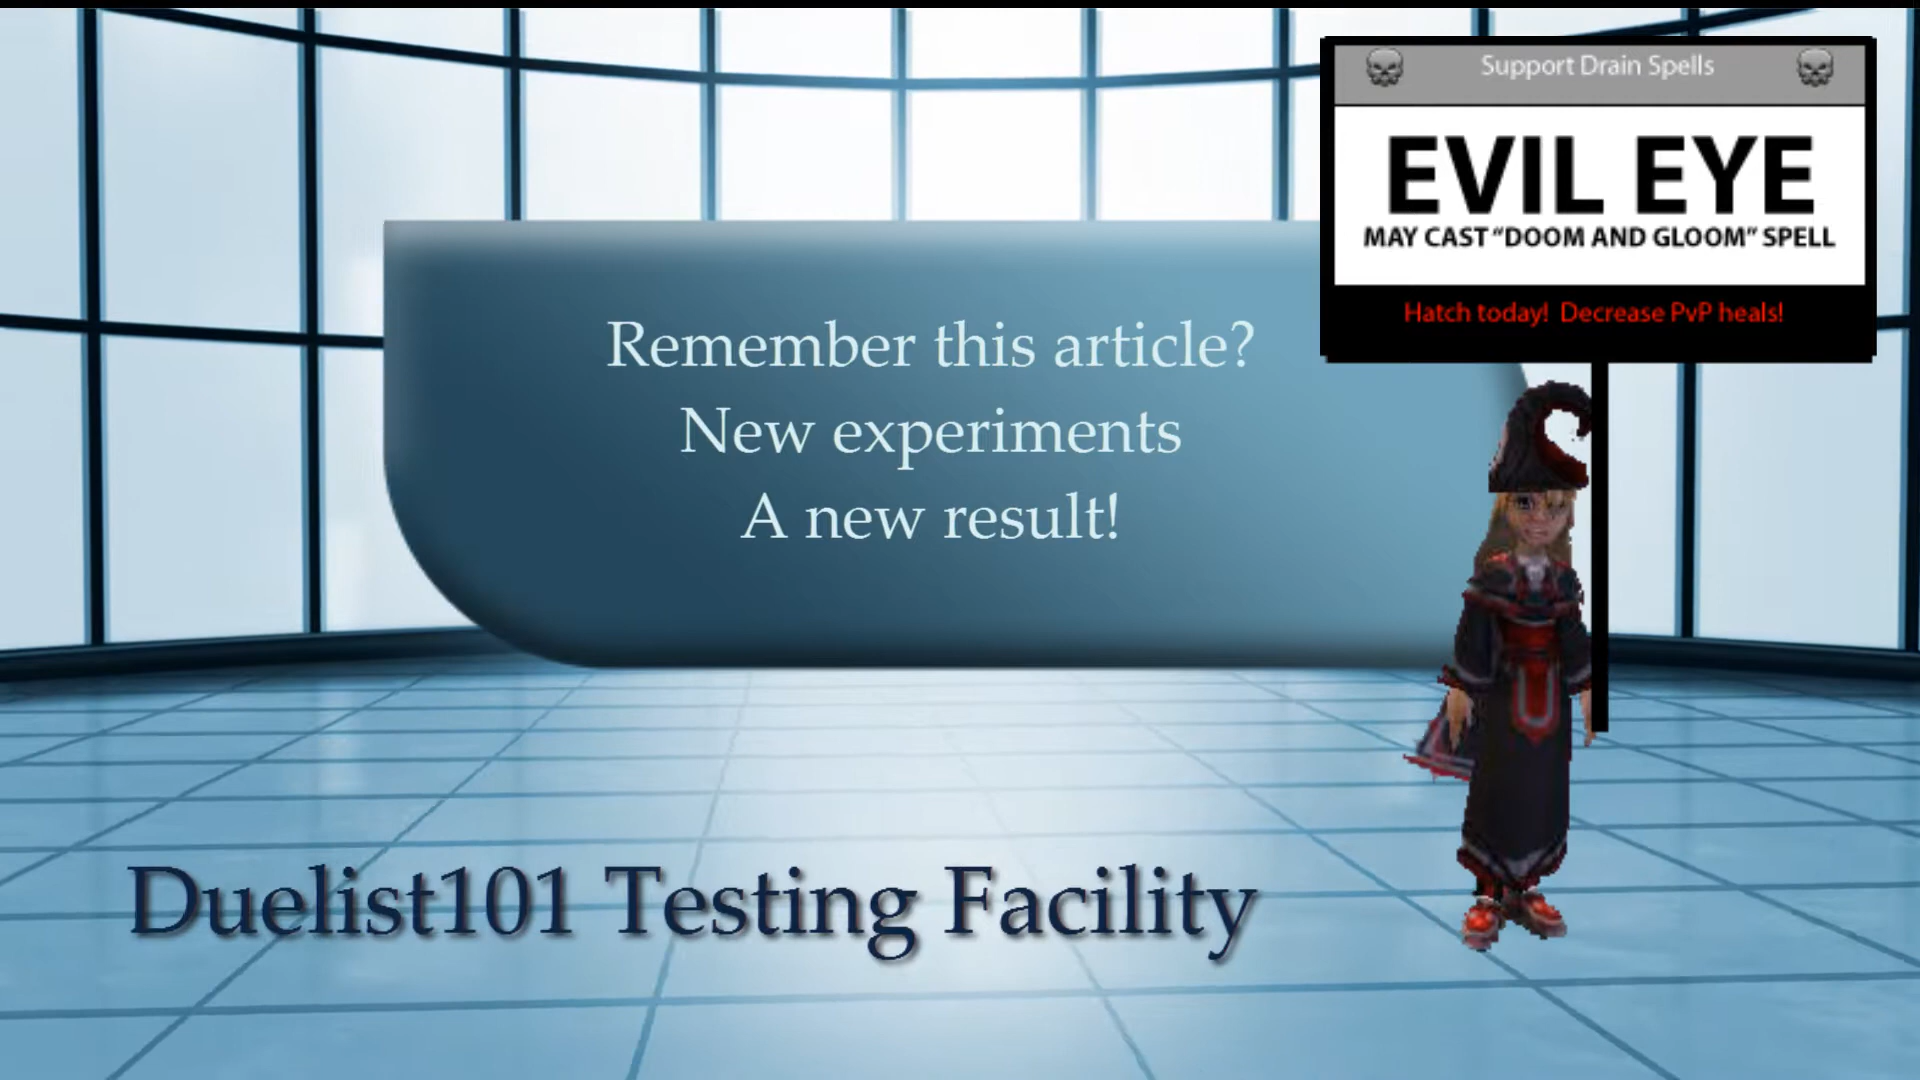 Support Drain Spells
EVIL EYE
MAY CAST “DOOM AND GLOOM” SPELL
Hatch today! Decrease PvP heals!
Remember this article?
New experiments
A new result!
Duelist101 Testing Facility